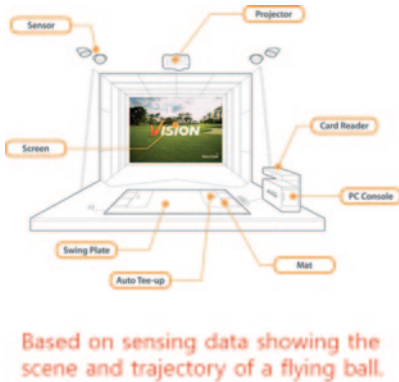 Projector
Sensor
Card Reader
VISION
Screen
PC Console
Swing Plate
Mat
Auto Tee-up
Based on sensing data showing the
scene and trajectory of a flying ball.